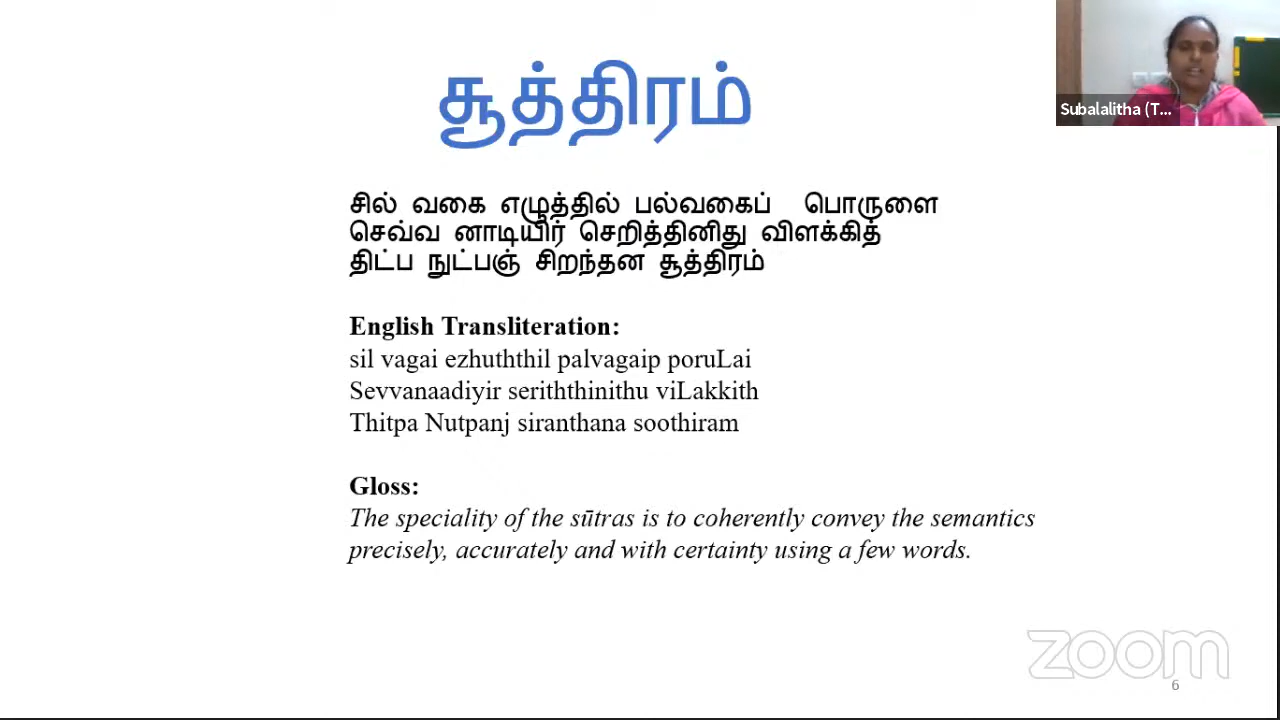 சூத்திரம்
Subalalitha (T...
சில் வகை எழுத்தில் பல்வகைப் பொருளை
செவ்வ னாடியிர் செறித்தினிது விளக்கித்
திட்ப நுட்பஞ் சிறந்தன சூத்திரம்
English Transliteration:
sil vagai ezhuththil palvagaip poruLai
Sevvanaadiyir seriththinithu viLakkith
Thitpa Nutpanj siranthana soothiram
Gloss:
The speciality of the sūtras is to coherently convey the semantics
precisely, accurately and with certainty using a few words.
zoom
6